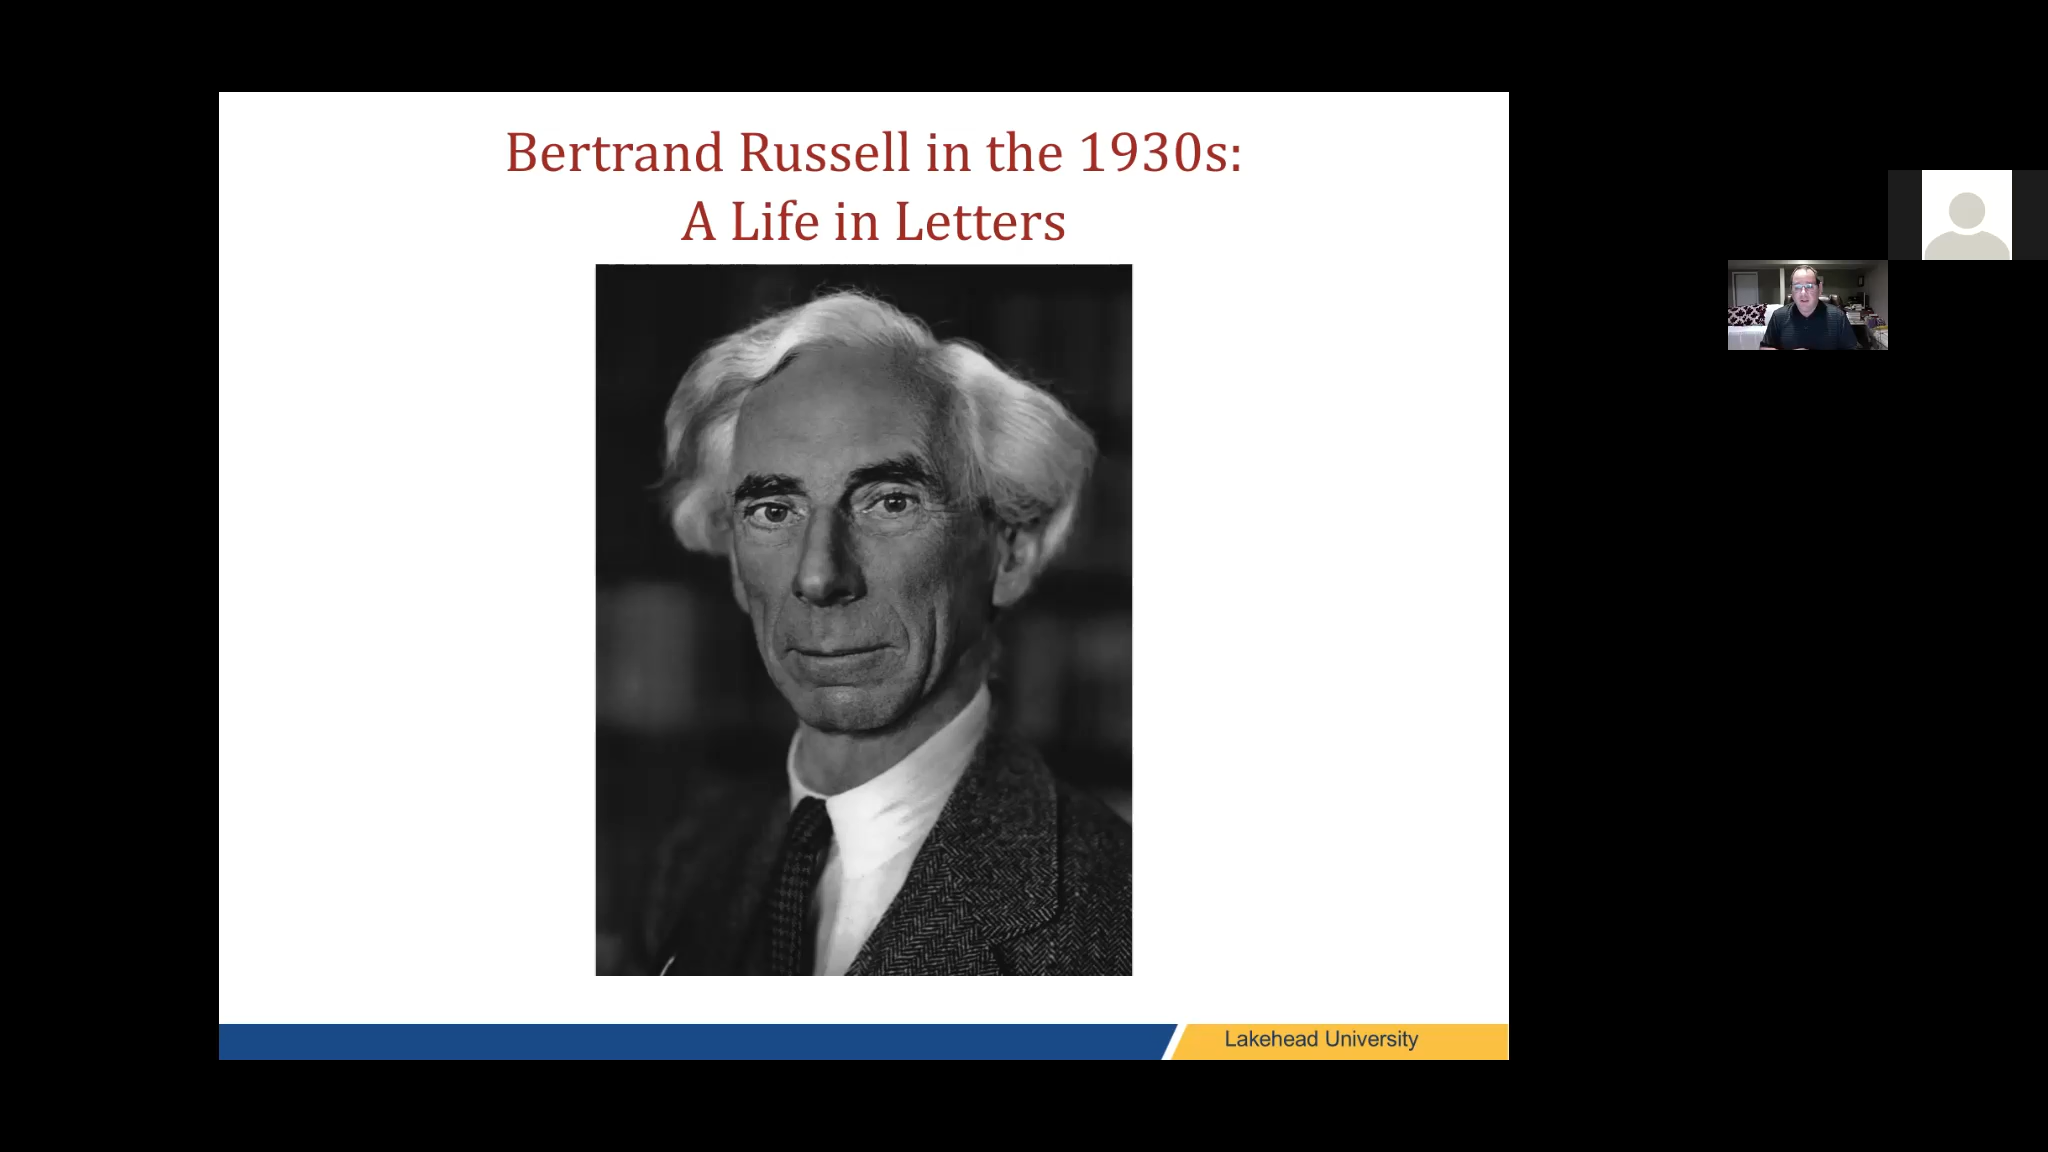 Bertrand Russell in the 1930s:
A Life in Letters
Lakehead University